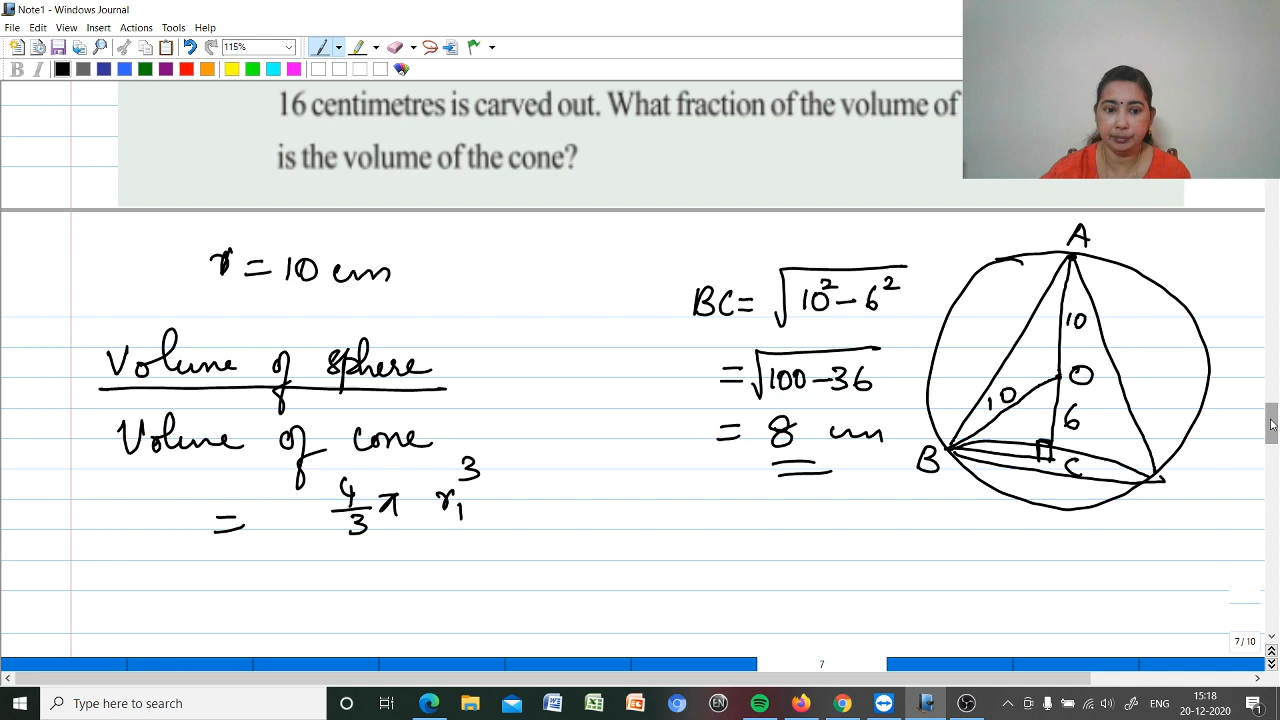 Note1 - Windows Journal
File Edit View Insert Actions Tools Help
115%
B I
16 centimetres is carved out. What fraction of the volume of
is the volume of the cone?
r = 10 cm
Volume of sphere
Volume of cone
= 4/3 π r₁³
BC = √10² - 6²
= √100 - 36
= 8 cm
A
10
O
10
6
B
C
7 / 10
7
Type here to search
EN
15:18
20-12-2020
1